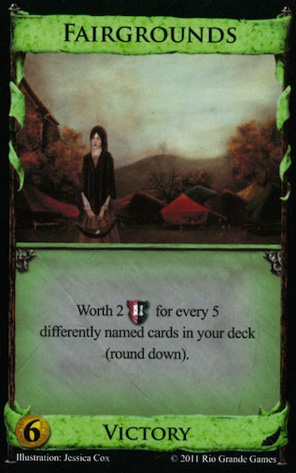 FAIRGROUNDS
Worth 2 for every 5
differently named cards in your deck
(round down).
6
VICTORY
Illustration: Jessica Cox
© 2011 Rio Grande Games